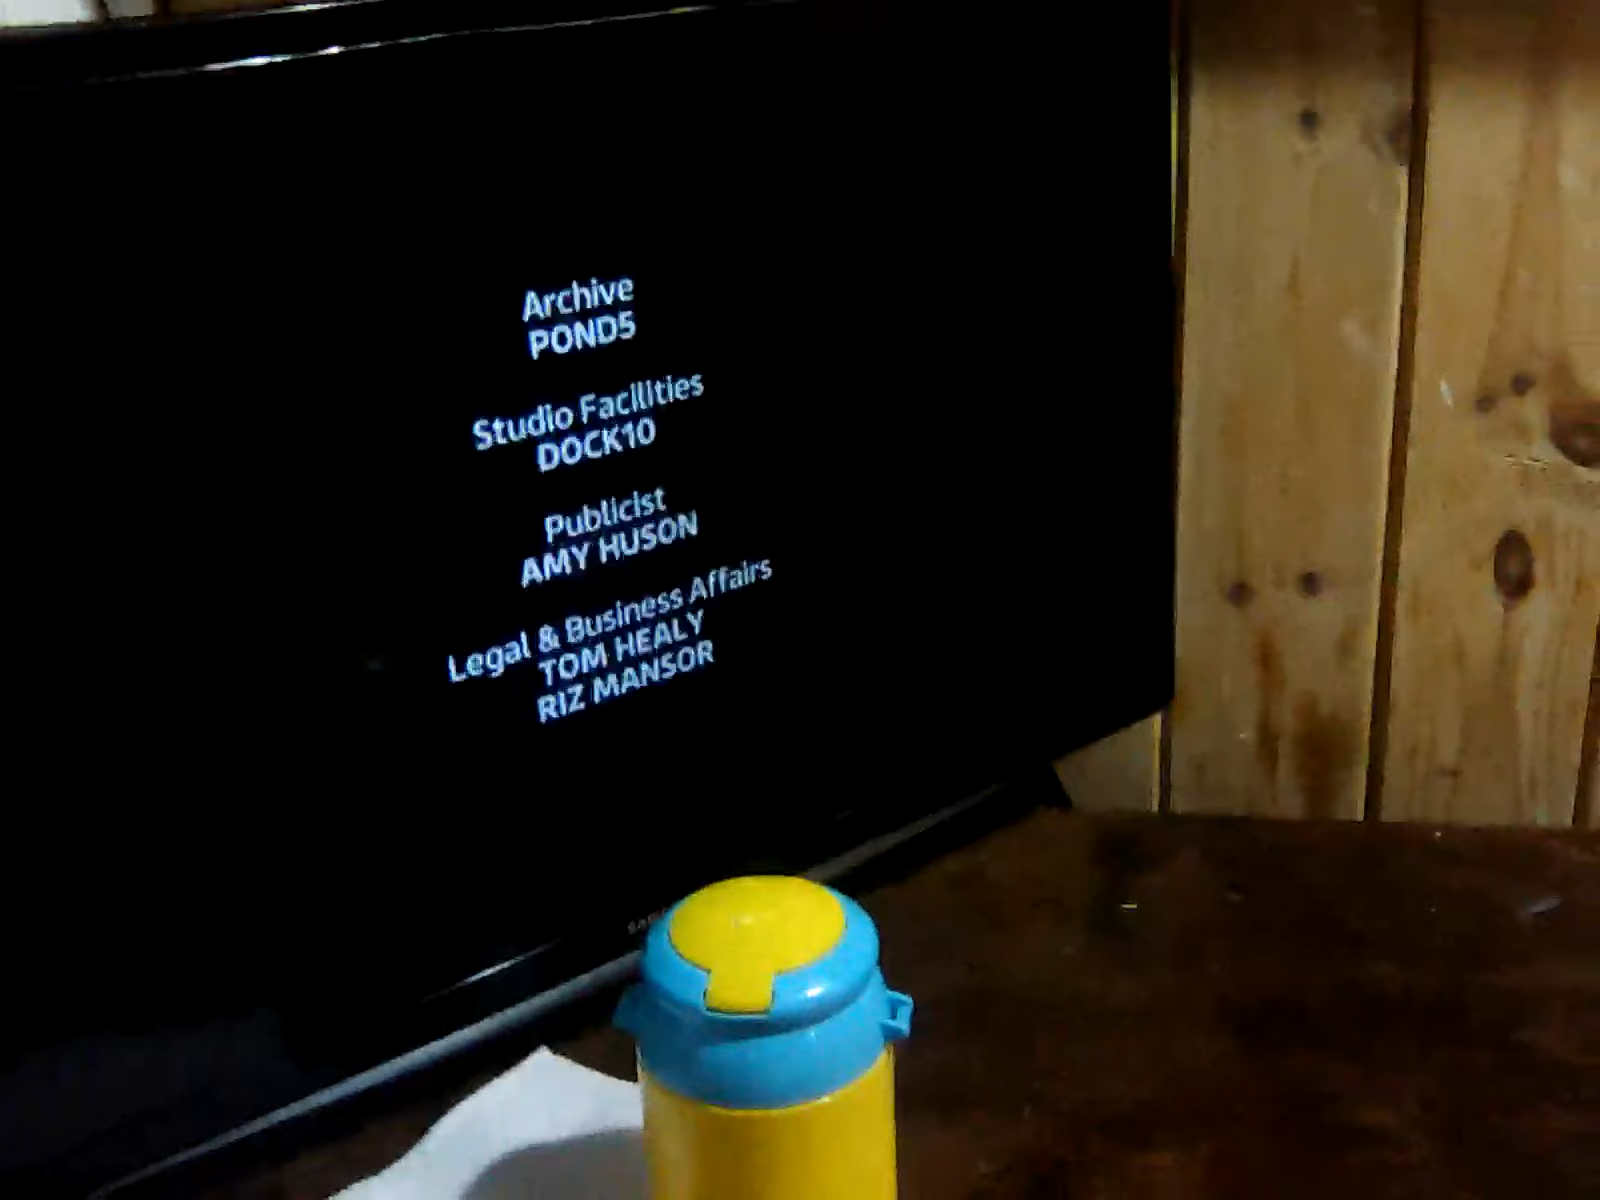 Archive
POND5
Studio Facilities
DOCK10
Publicist
AMY HUSON
Legal & Business Affairs
TOM HEALY
RIZ MANSOR